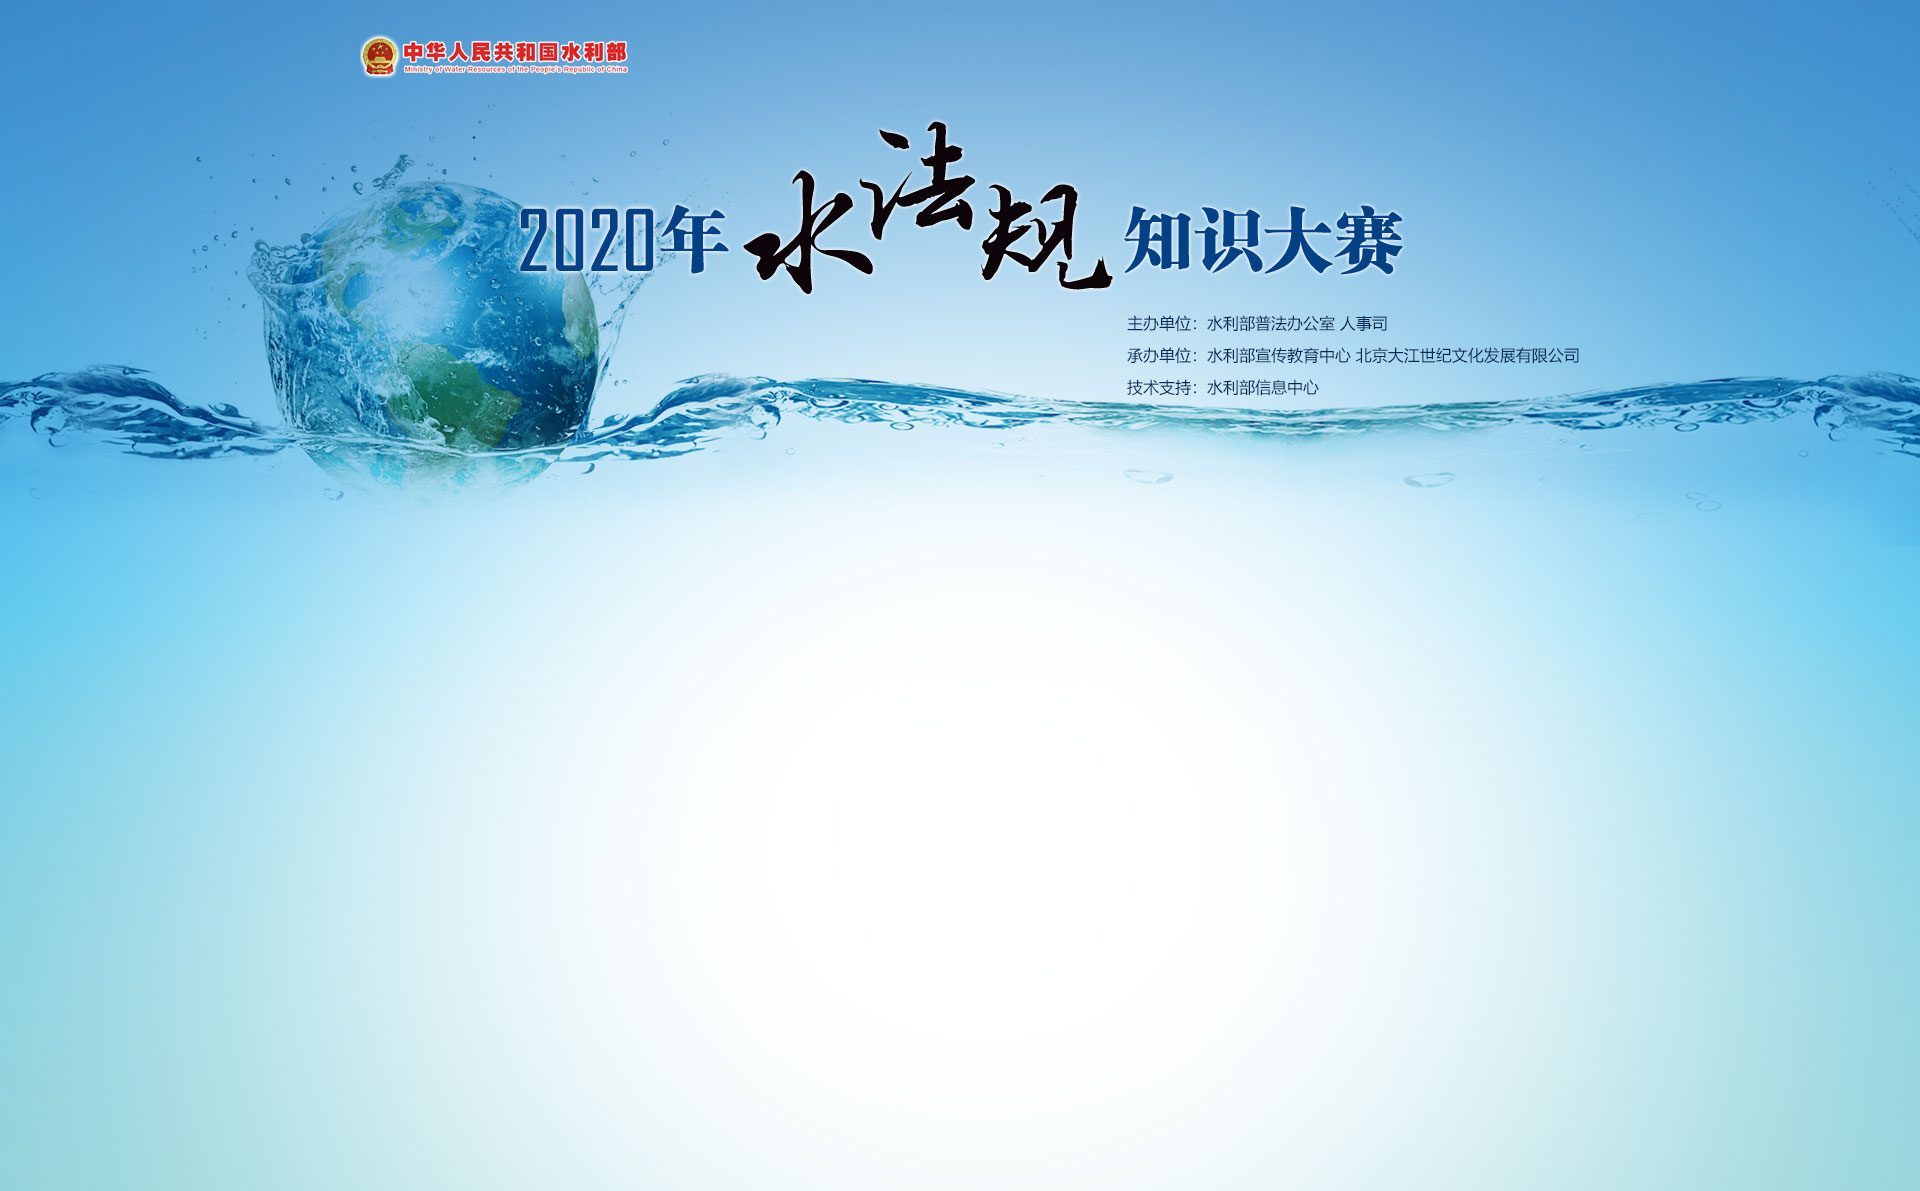 中华人民共和国水利部
Ministry of Water Resources of the People's Republic of China
2020年水法规知识大赛
主办单位：水利部普法办公室 人事司
承办单位：水利部宣传教育中心 北京大江世纪文化发展有限公司
技术支持：水利部信息中心